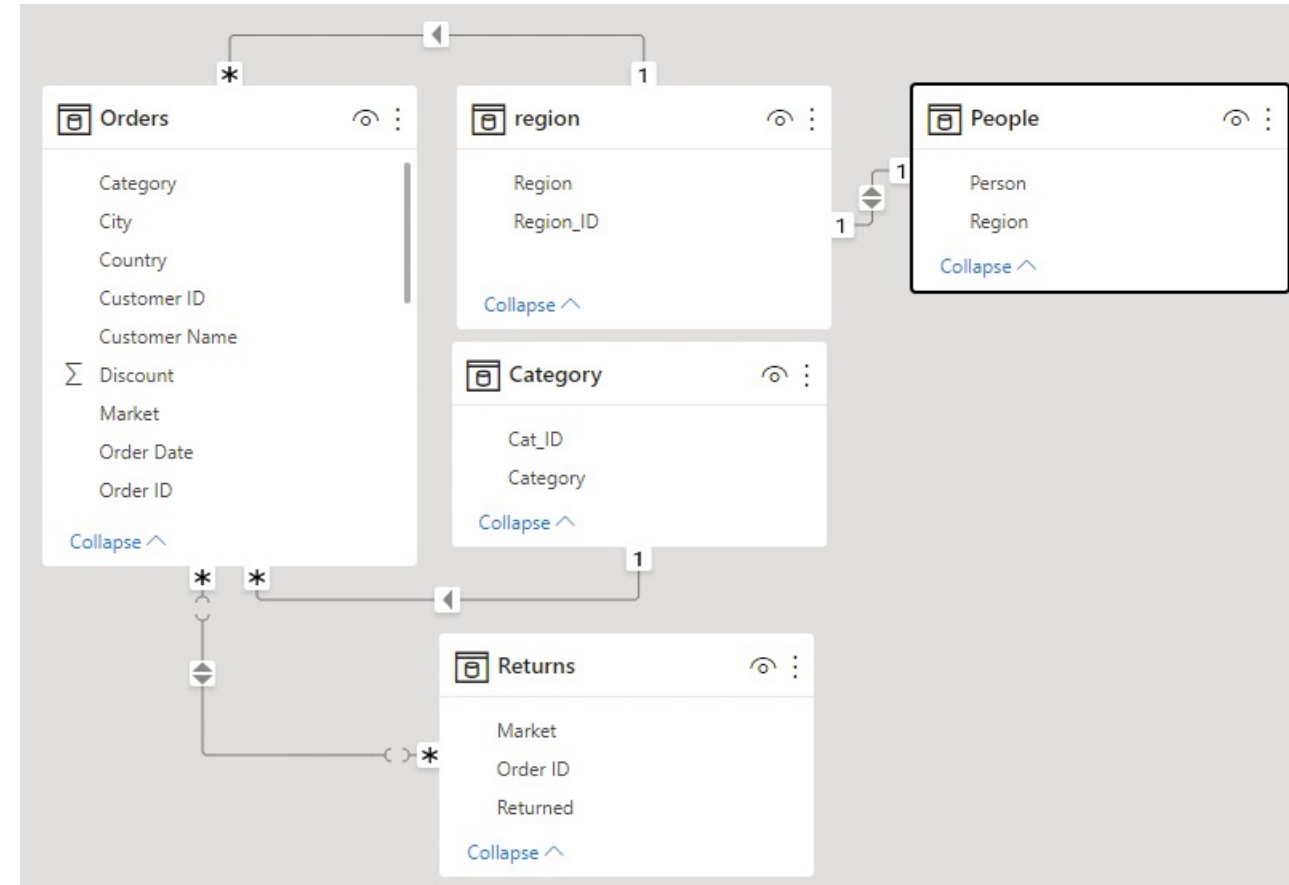 *
1
Orders
Category
City
Country
Customer ID
Customer Name
∑ Discount
Market
Order Date
Order ID
Collapse
region
Region
Region_ID
Collapse
1
1
People
Person
Region
Collapse
Category
Cat_ID
Category
Collapse
* *
1
Returns
Market
Order ID
Returned
Collapse
*